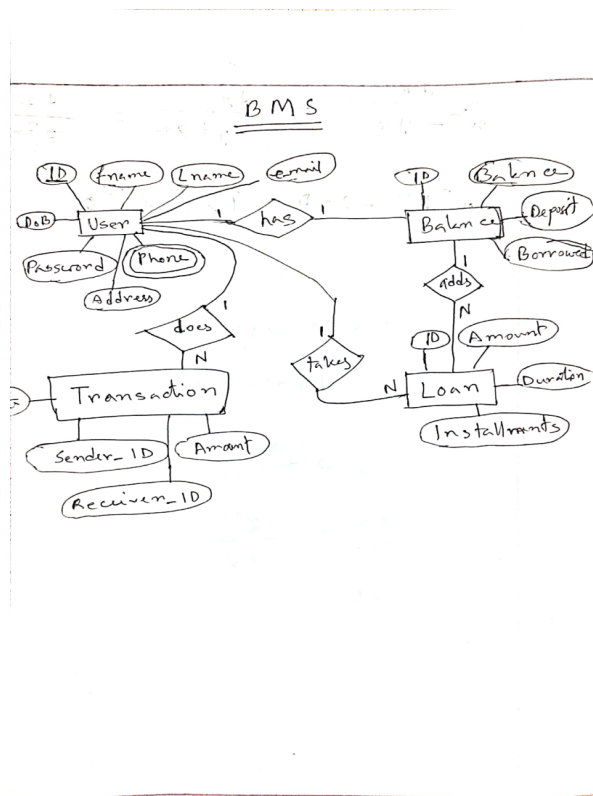 BMS
ID
Fname
Lname
email
DoB
User
Password
Phone
Address
1
has
1
ID
Balance
Balance
Deposit
Borrowed
1
adds
N
1
does
N
1
takes
N
ID
Amount
Loan
Duration
Installments
Transaction
Sender_ID
Amount
Receiver_ID